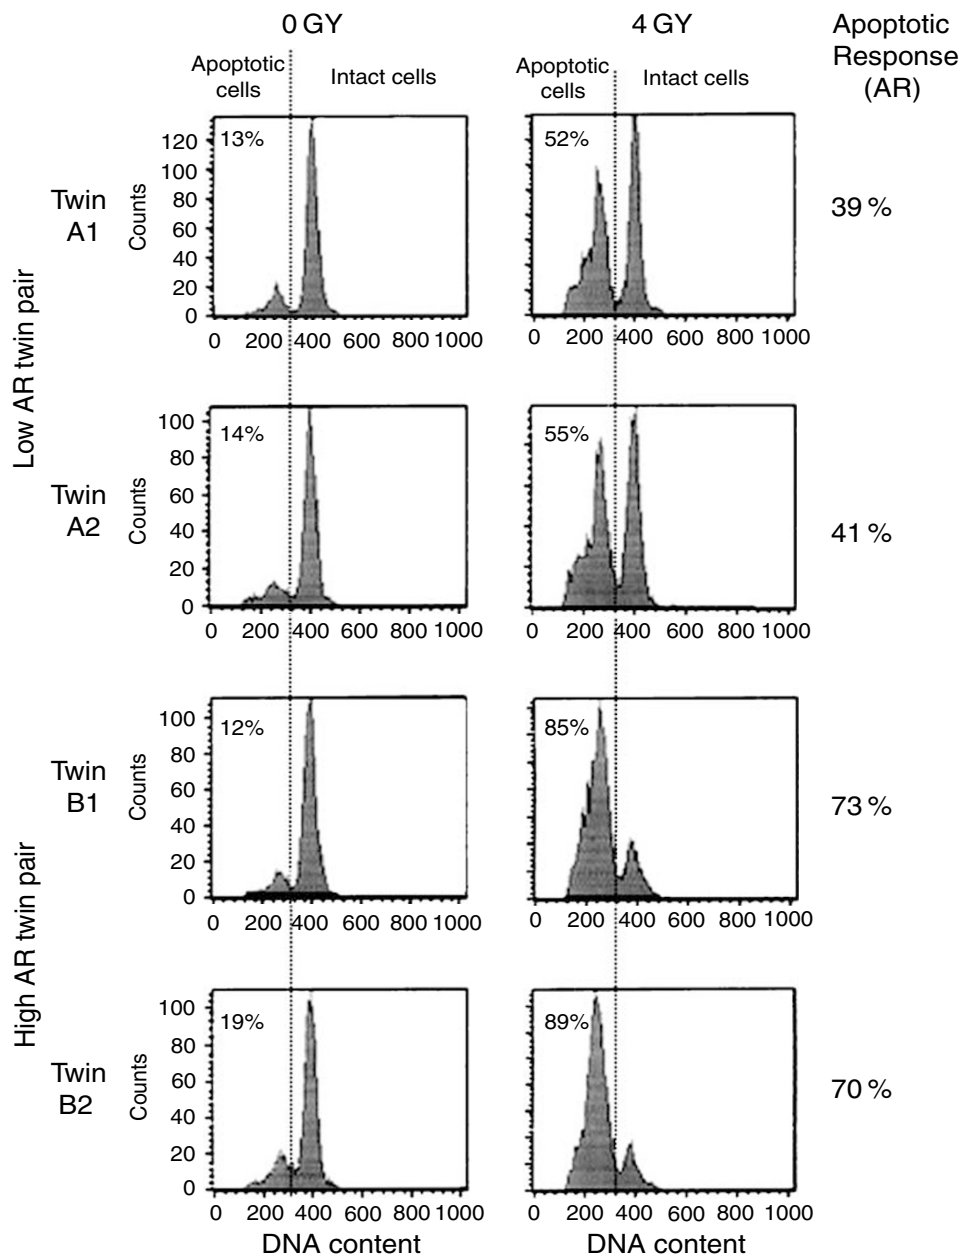 0 GY
4 GY
Apoptotic
Response
(AR)
Apoptotic
cells
Intact cells
Apoptotic
cells
Intact cells
Low AR twin pair
Twin
A1
Counts
120
100
80
60
40
20
0
13%
0 200 400 600 800 1000
52%
0 200 400 600 800 1000
39 %
Twin
A2
Counts
100
80
60
40
20
0
14%
0 200 400 600 800 1000
55%
0 200 400 600 800 1000
41 %
High AR twin pair
Twin
B1
Counts
100
80
60
40
20
0
12%
0 200 400 600 800 1000
85%
0 200 400 600 800 1000
73 %
Twin
B2
Counts
100
80
60
40
20
0
19%
0 200 400 600 800 1000
89%
0 200 400 600 800 1000
70 %
DNA content
DNA content